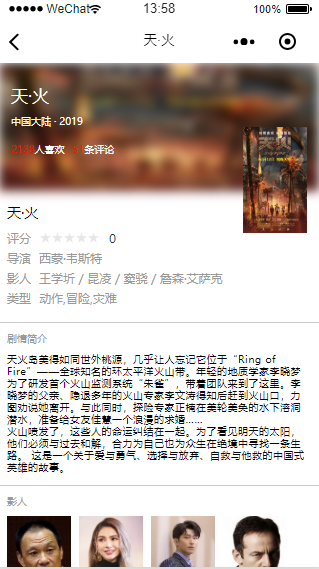 WeChat 13:58 100%
天·火
天·火
中国大陆 · 2019
人喜欢 条评论
天·火
评分 ★★★★★ 0
导演 西蒙·韦斯特
影人 王学圻 / 昆凌 / 窦骁 / 詹森·艾萨克
类型 动作,冒险,灾难
剧情简介
天火岛美得如同世外桃源，几乎让人忘记它位于“Ring of
Fire”——全球知名的环太平洋火山带。年轻的地质学家李晓梦
为了研发首个火山监测系统“朱雀”，带着团队来到了这里。李
晓梦的父亲、隐退多年的火山专家李文涛得知后赶到火山口，力
图劝说她离开。与此同时，探险专家正楠在美轮美奂的水下溶洞
潜水，准备给女友佳慧一个浪漫的求婚......
火山喷发了，这些人的命运纠结在一起。为了看见明天的太阳，
他们必须与过去和解，合力为自己也为众生在绝境中寻找一条生
路。 这是一个关于爱与勇气、选择与放弃、自救与他救的中国式
英雄的故事。
影人